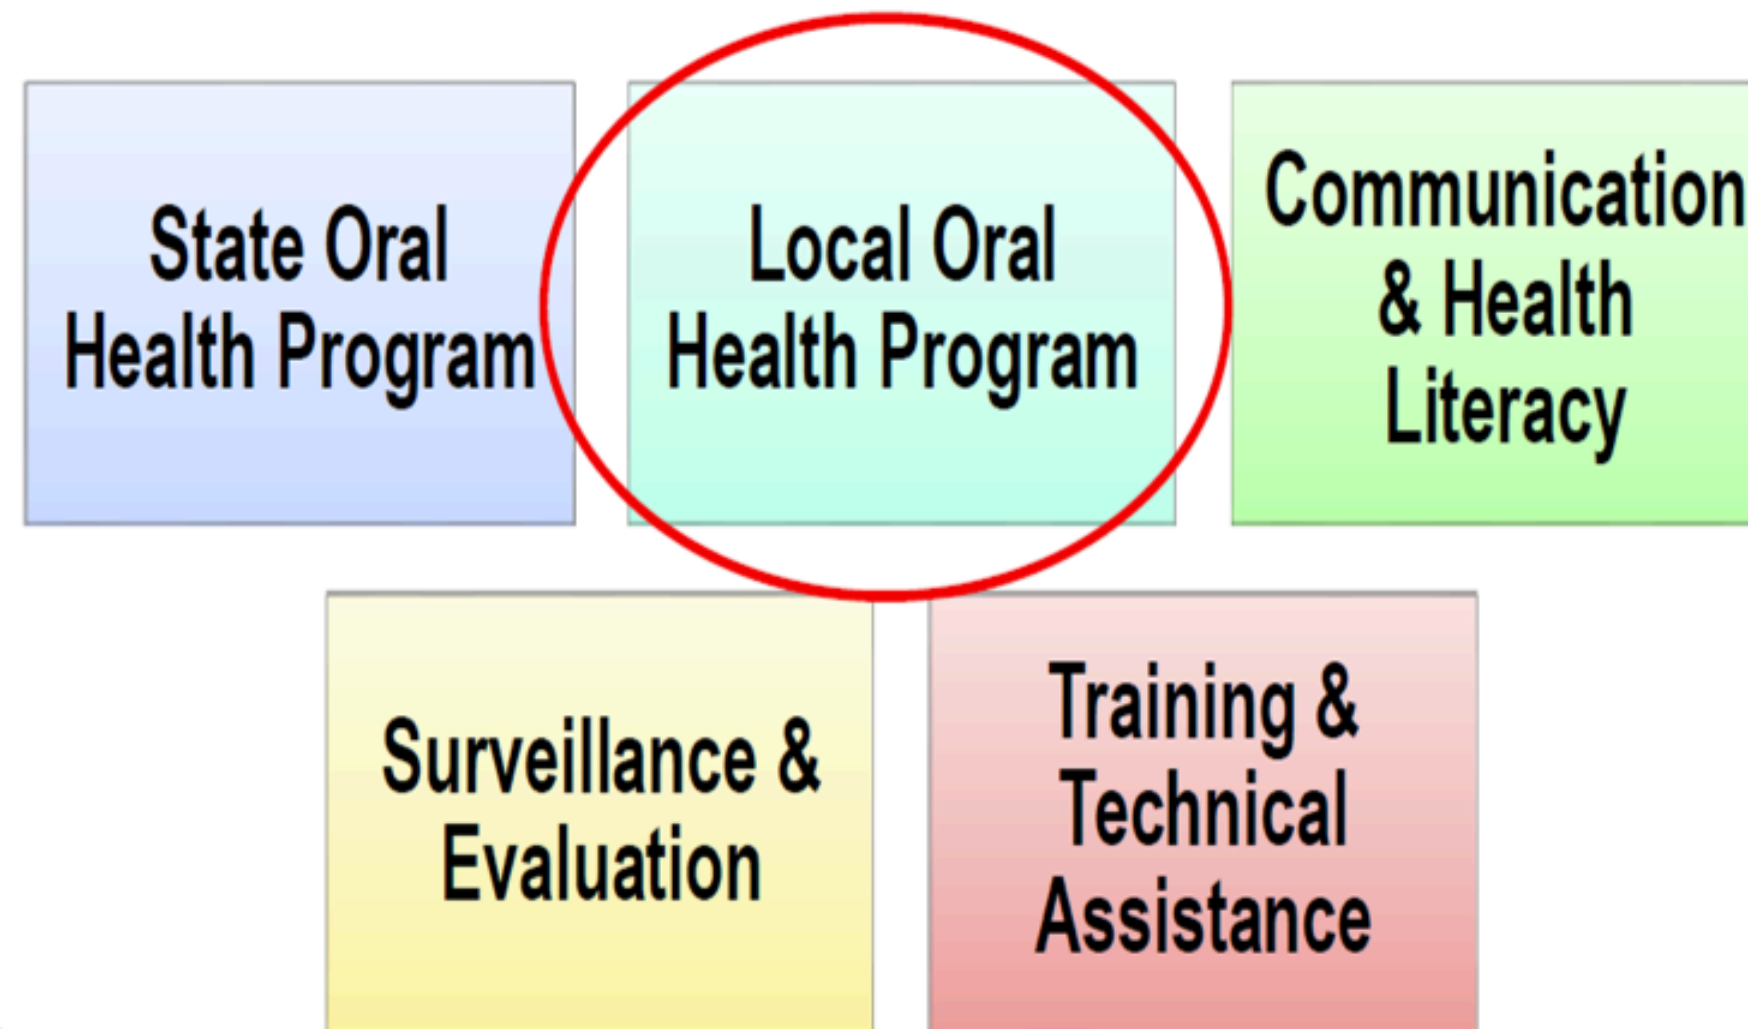 State Oral
Health Program
Local Oral
Health Program
Communication
& Health
Literacy
Surveillance &
Evaluation
Training &
Technical
Assistance